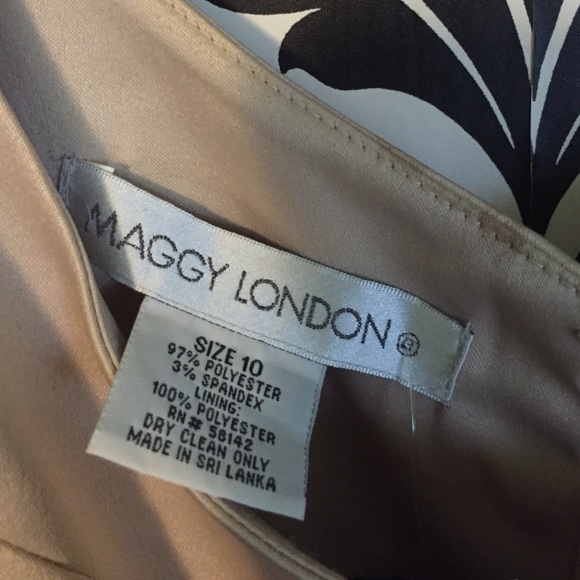 MAGGY LONDON®
SIZE 10
97% POLYESTER
3% SPANDEX
LINING:
100% POLYESTER
RN# 58142
DRY CLEAN ONLY
MADE IN SRI LANKA